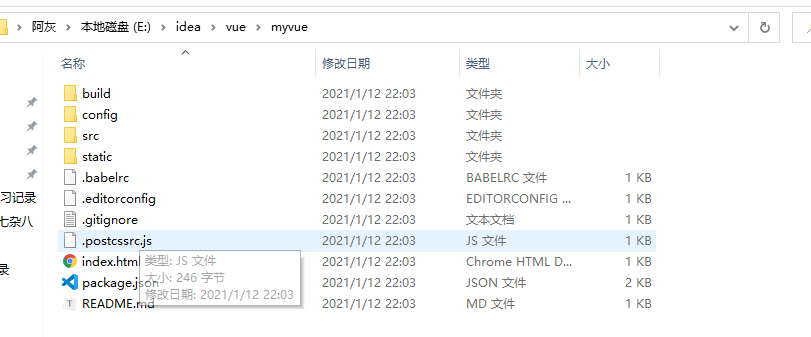 阿灰 > 本地磁盘 (E:) > idea > vue > myvue
名称 修改日期 类型 大小
build 2021/1/12 22:03 文件夹
config 2021/1/12 22:03 文件夹
src 2021/1/12 22:03 文件夹
static 2021/1/12 22:03 文件夹
.babelrc 2021/1/12 22:03 BABELRC 文件 1 KB
习记录 .editorconfig 2021/1/12 22:03 EDITORCONFIG ... 1 KB
七杂八 .gitignore 2021/1/12 22:03 文本文档 1 KB
.postcssrc.js 2021/1/12 22:03 JS 文件 1 KB
录 index.html 2021/1/12 22:03 Chrome HTML D... 1 KB
类型: JS 文件
大小: 246 字节
修改日期: 2021/1/12 22:03
package.json 2021/1/12 22:03 JSON 文件 2 KB
README.md 2021/1/12 22:03 MD 文件 1 KB